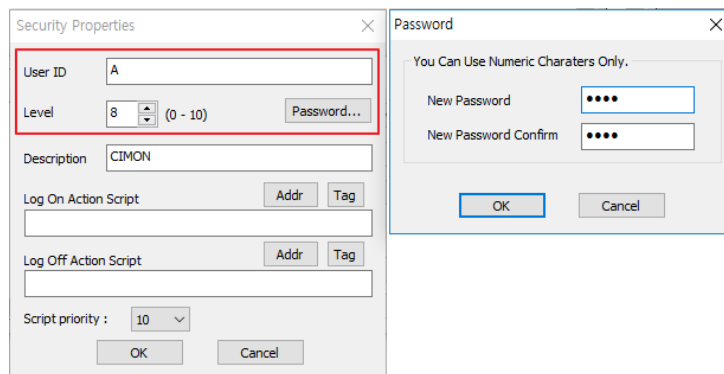 Security Properties
User ID A
Level 8 (0 - 10) Password...
Description CIMON
Log On Action Script Addr Tag
Log Off Action Script Addr Tag
Script priority : 10
OK Cancel
Password
You Can Use Numeric Charaters Only.
New Password ••••
New Password Confirm ••••
OK Cancel